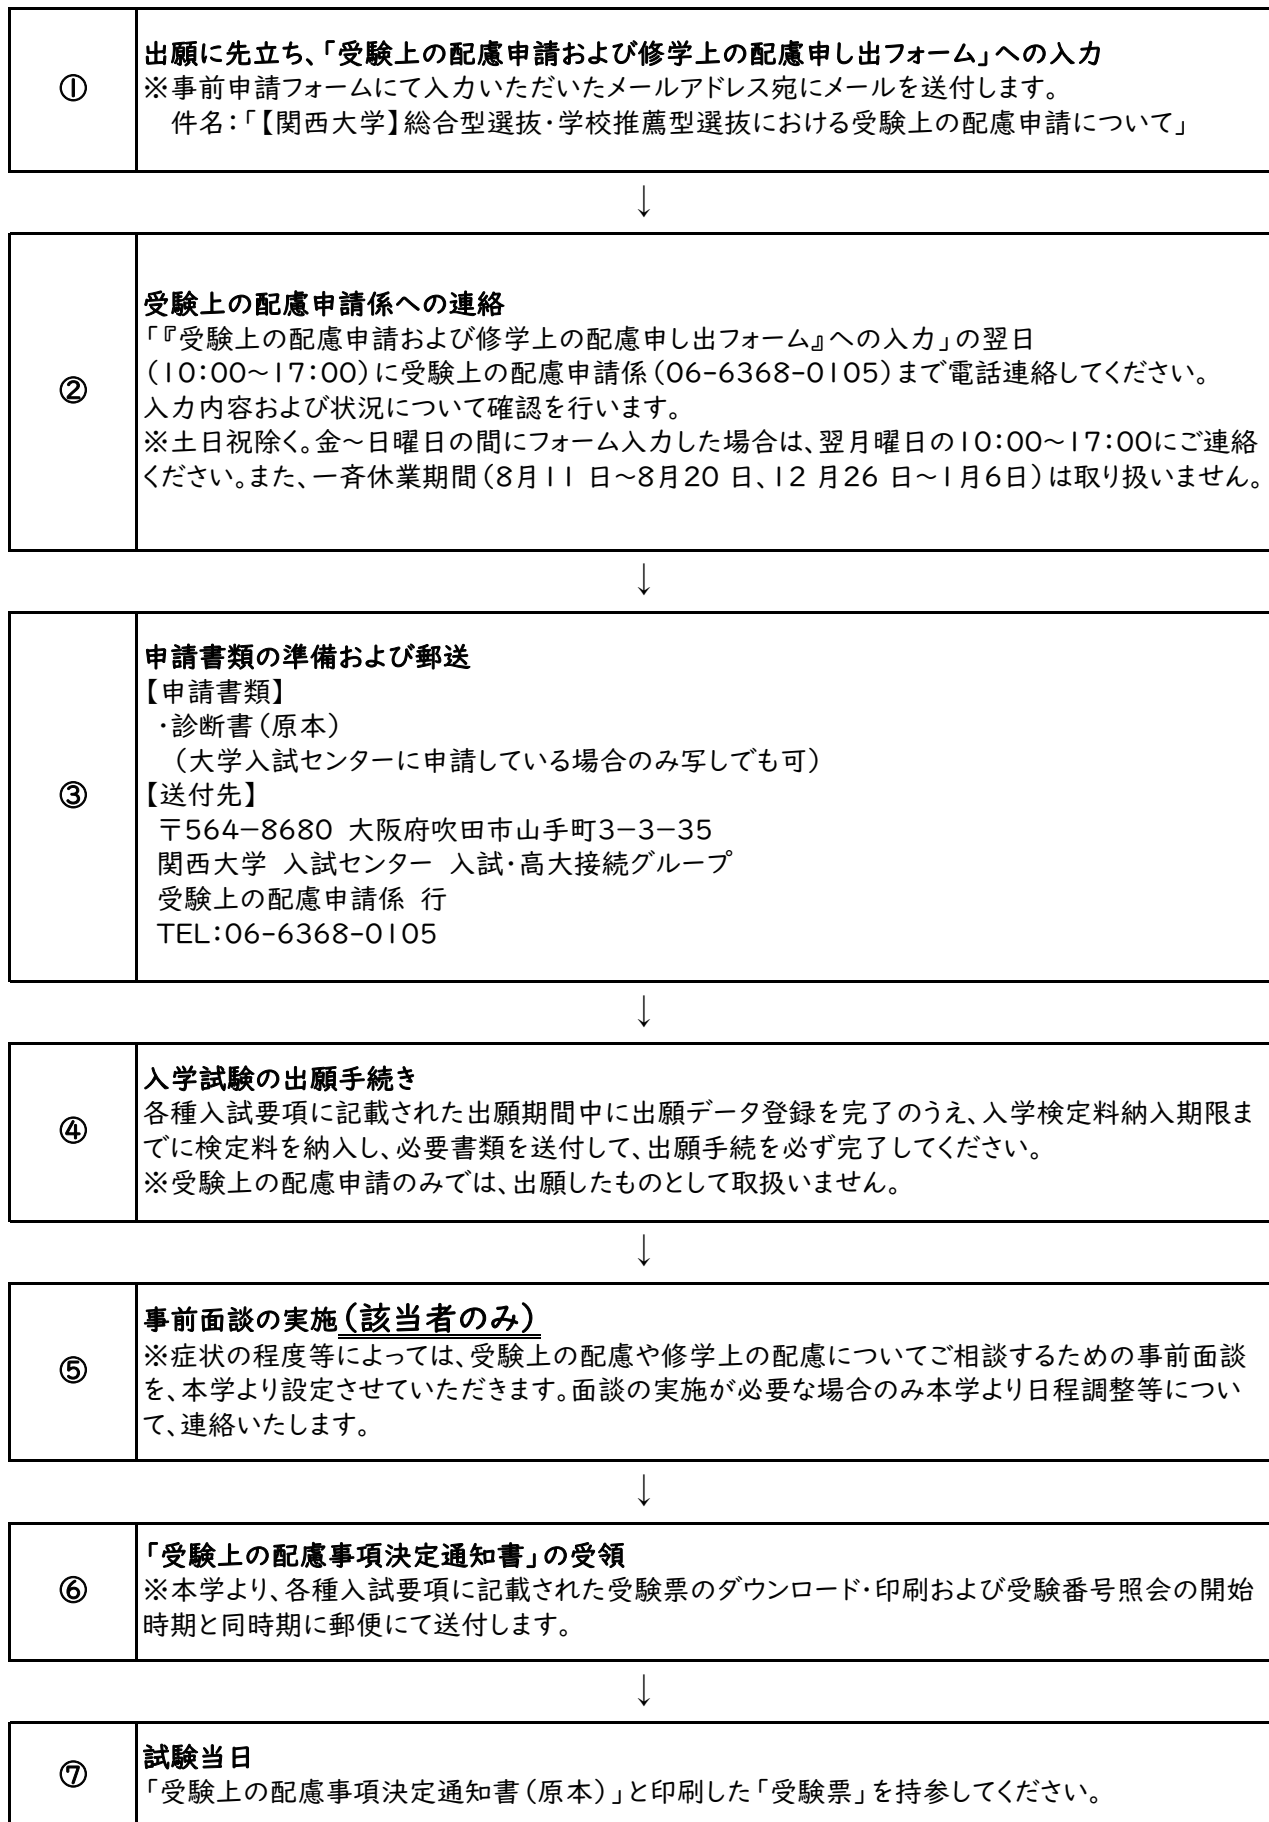 ①
出願に先立ち、「受験上の配慮申請および修学上の配慮申し出フォーム」への入力
※事前申請フォームにて入力いただいたメールアドレス宛にメールを送付します。
件名：「【関西大学】総合型選抜・学校推薦型選抜における受験上の配慮申請について」
↓
②
受験上の配慮申請係への連絡
「『受験上の配慮申請および修学上の配慮申し出フォーム』への入力」の翌日
（10：00～17：00）に受験上の配慮申請係（06-6368-0105）まで電話連絡してください。
入力内容および状況について確認を行います。
※土日祝除く。金～日曜日の間にフォーム入力した場合は、翌月曜日の10：00～17：00にご連絡
ください。また、一斉休業期間（8月11 日～8月20 日、12 月26 日～1月6日）は取り扱いません。
↓
③
申請書類の準備および郵送
【申請書類】
・診断書（原本）
（大学入試センターに申請している場合のみ写しでも可）
【送付先】
〒564－8680 大阪府吹田市山手町3－3－35
関西大学 入試センター 入試・高大接続グループ
受験上の配慮申請係 行
TEL：06-6368-0105
↓
④
入学試験の出願手続き
各種入試要項に記載された出願期間中に出願データ登録を完了のうえ、入学検定料納入期限ま
でに検定料を納入し、必要書類を送付して、出願手続を必ず完了してください。
※受験上の配慮申請のみでは、出願したものとして取扱いません。
↓
⑤
事前面談の実施（該当者のみ）
※症状の程度等によっては、受験上の配慮や修学上の配慮についてご相談するための事前面談
を、本学より設定させていただきます。面談の実施が必要な場合のみ本学より日程調整等につい
て、連絡いたします。
↓
⑥
「受験上の配慮事項決定通知書」の受領
※本学より、各種入試要項に記載された受験票のダウンロード・印刷および受験番号照会の開始
時期と同時期に郵便にて送付します。
↓
⑦
試験当日
「受験上の配慮事項決定通知書（原本）」と印刷した「受験票」を持参してください。